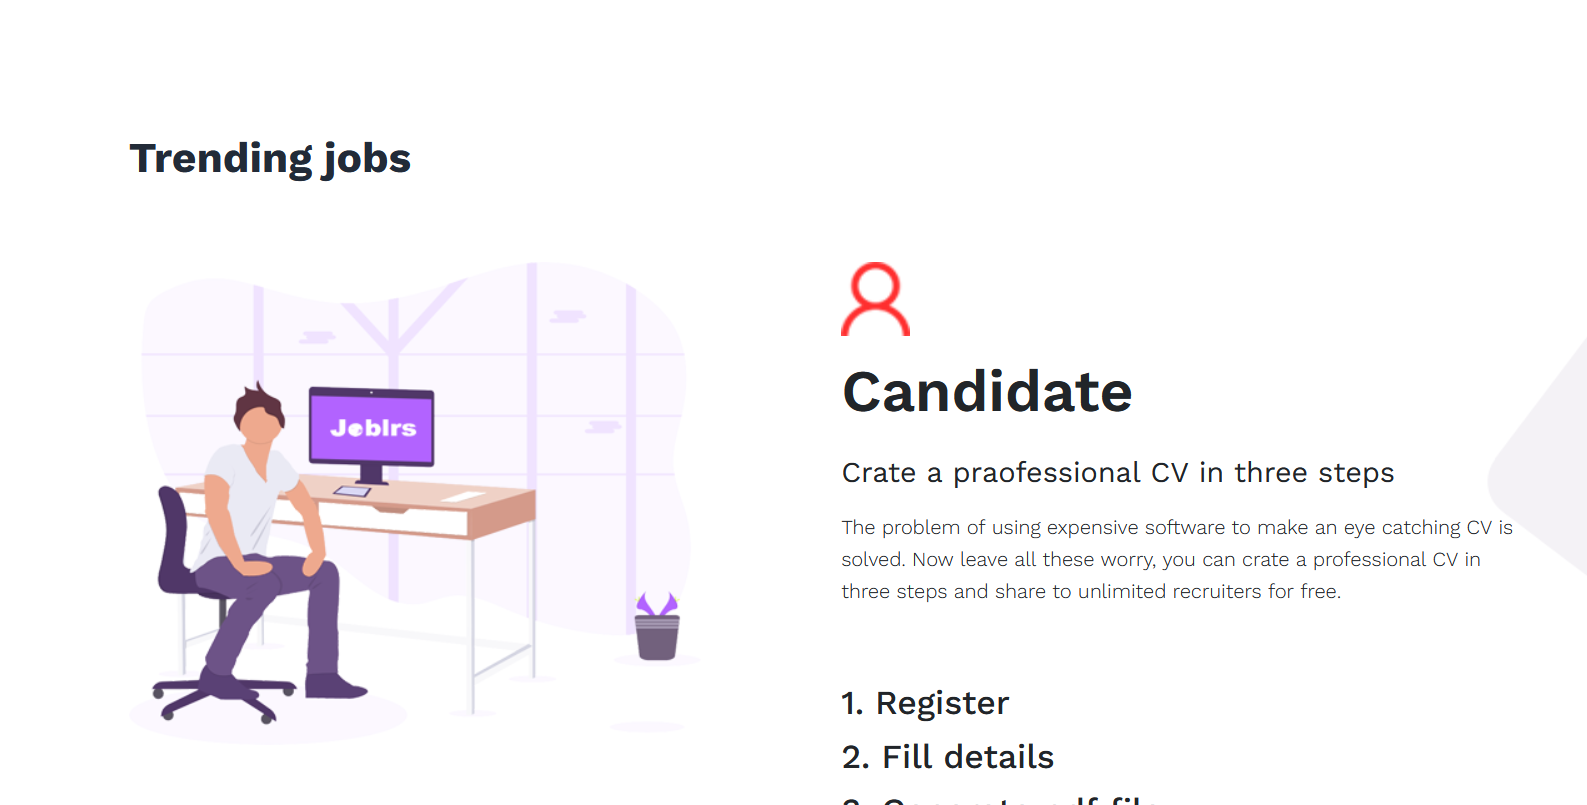 Trending jobs
Joblrs
Candidate
Crate a praofessional CV in three steps
The problem of using expensive software to make an eye catching CV is
solved. Now leave all these worry, you can crate a professional CV in
three steps and share to unlimited recruiters for free.
1. Register
2. Fill details